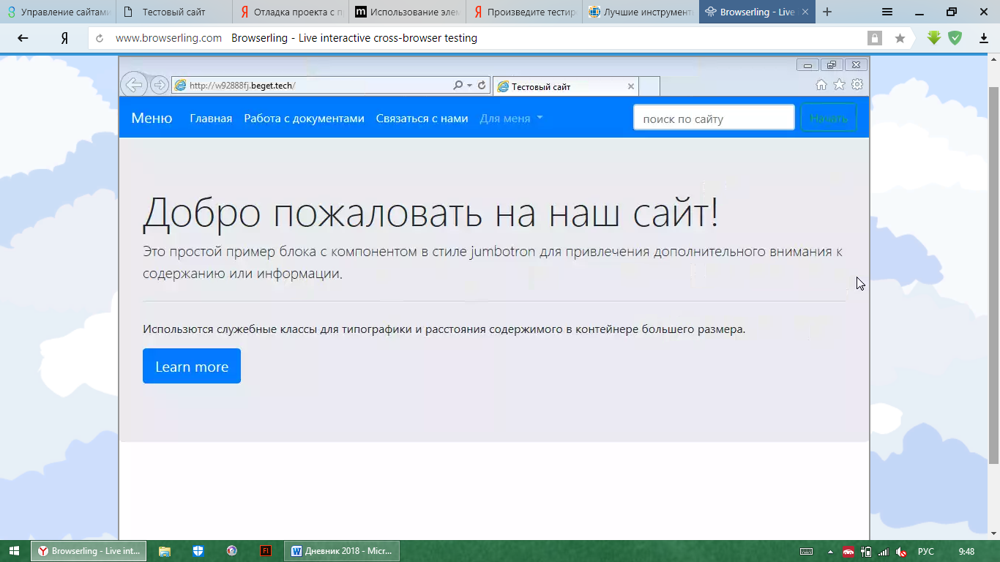 Управление сайтами
Тестовый сайт
Отладка проекта с п
Использование элем
Произведите тестир
Лучшие инструмент
Browserling - Live
www.browserling.com Browserling - Live interactive cross-browser testing
http://w92888fj.beget.tech/
Тестовый сайт
Меню Главная Работа с документами Связаться с нами Для меня поиск по сайту Начать
Добро пожаловать на наш сайт!
Это простой пример блока с компонентом в стиле jumbotron для привлечения дополнительного внимания к
содержанию или информации.
Использются служебные классы для типографики и расстояния содержимого в контейнере большего размера.
Learn more
Browserling - Live int...
Дневник 2018 - Micr...
РУС
9:48